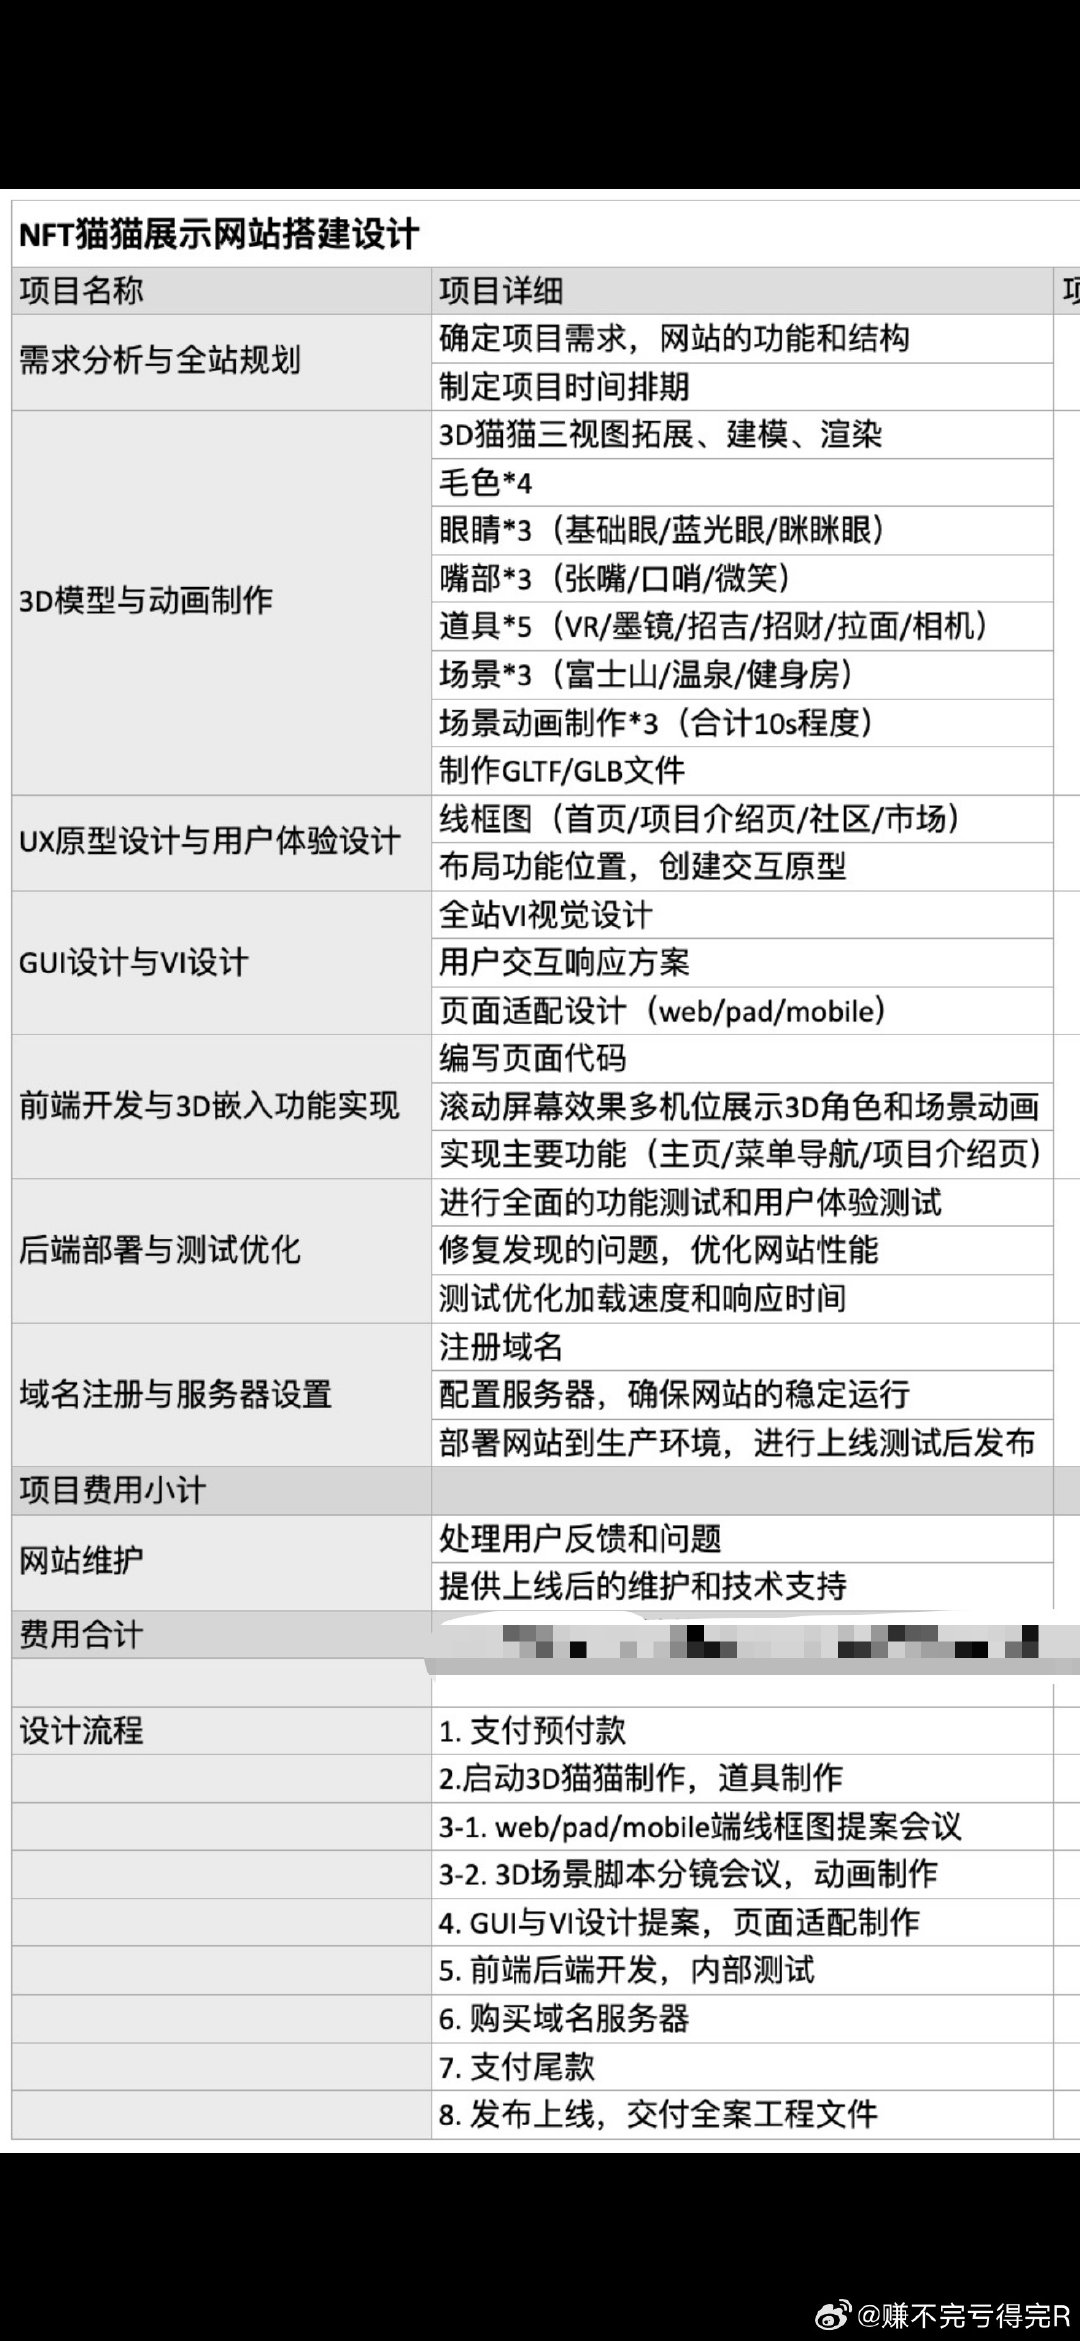 NFT猫猫展示网站搭建设计
项目名称
项目详细
需求分析与全站规划
确定项目需求，网站的功能和结构
制定项目时间排期
3D模型与动画制作
3D猫猫三视图拓展、建模、渲染
毛色*4
眼睛*3（基础眼/蓝光眼/眯眯眼）
嘴部*3（张嘴/口哨/微笑）
道具*5（VR/墨镜/招吉/招财/拉面/相机）
场景*3（富士山/温泉/健身房）
场景动画制作*3（合计10s程度）
制作GLTF/GLB文件
UX原型设计与用户体验设计
线框图（首页/项目介绍页/社区/市场）
布局功能位置，创建交互原型
GUI设计与VI设计
全站VI视觉设计
用户交互响应方案
页面适配设计（web/pad/mobile）
前端开发与3D嵌入功能实现
编写页面代码
滚动屏幕效果多机位展示3D角色和场景动画
实现主要功能（主页/菜单导航/项目介绍页）
后端部署与测试优化
进行全面的功能测试和用户体验测试
修复发现的问题，优化网站性能
测试优化加载速度和响应时间
域名注册与服务器设置
注册域名
配置服务器，确保网站的稳定运行
部署网站到生产环境，进行上线测试后发布
项目费用小计
网站维护
处理用户反馈和问题
提供上线后的维护和技术支持
费用合计
设计流程
1. 支付预付款
2.启动3D猫猫制作，道具制作
3-1. web/pad/mobile端线框图提案会议
3-2. 3D场景脚本分镜会议，动画制作
4. GUI与VI设计提案，页面适配制作
5. 前端后端开发，内部测试
6. 购买域名服务器
7. 支付尾款
8. 发布上线，交付全案工程文件
@赚不完亏得完R